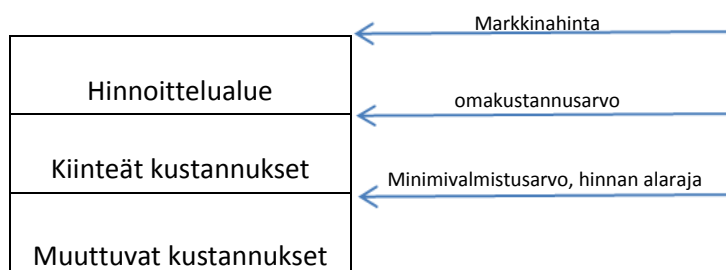 Markkinahinta
Hinnoittelualue
omakustannusarvo
Kiinteät kustannukset
Minimivalmistusarvo, hinnan alaraja
Muuttuvat kustannukset